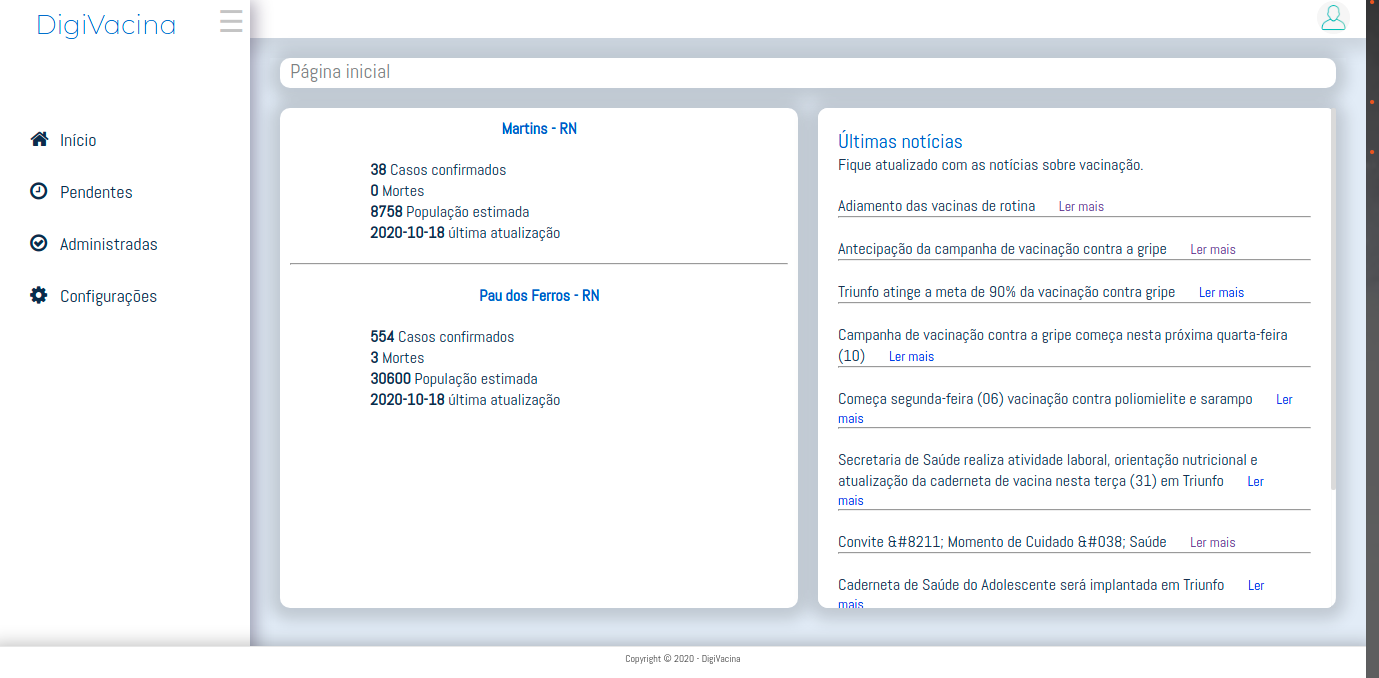 DigiVacina
Início
Pendentes
Administradas
Configurações
Página inicial
Martins - RN
38 Casos confirmados
0 Mortes
8758 População estimada
2020-10-18 última atualização
Pau dos Ferros - RN
554 Casos confirmados
3 Mortes
30600 População estimada
2020-10-18 última atualização
Últimas notícias
Fique atualizado com as notícias sobre vacinação.
Adiamento das vacinas de rotina Ler mais
Antecipação da campanha de vacinação contra a gripe Ler mais
Triunfo atinge a meta de 90% da vacinação contra gripe Ler mais
Campanha de vacinação contra a gripe começa nesta próxima quarta-feira
(10) Ler mais
Começa segunda-feira (06) vacinação contra poliomielite e sarampo Ler
mais
Secretaria de Saúde realiza atividade laboral, orientação nutricional e
atualização da caderneta de vacina nesta terça (31) em Triunfo Ler
mais
Convite &#8211; Momento de Cuidado &#038; Saúde Ler mais
Caderneta de Saúde do Adolescente será implantada em Triunfo Ler
mais
Copyright © 2020 - DigiVacina